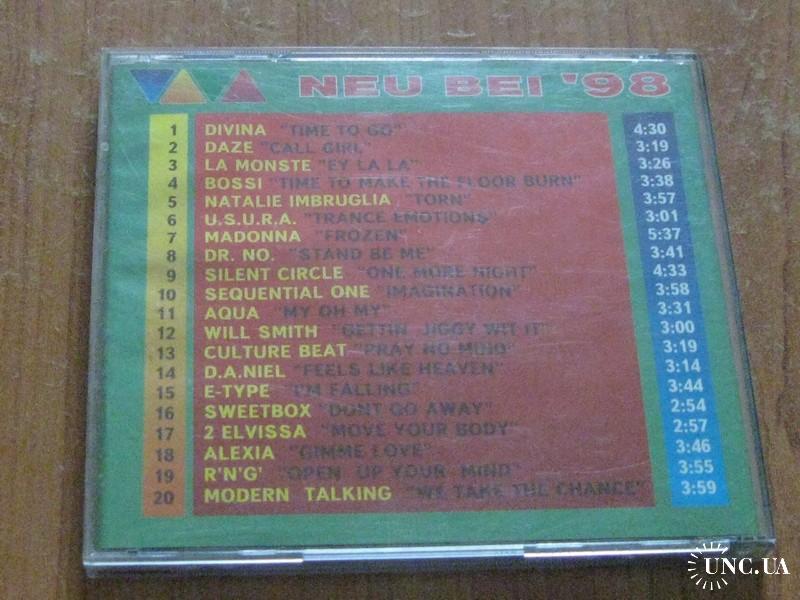 NEU BEI '98
1 DIVINA "TIME TO GO" 4:30
2 DAZE "CALL GIRL" 3:19
3 LA MONSTE "EY LA LA" 3:26
4 BOSSI "TIME TO MAKE THE FLOOR BURN" 3:38
5 NATALIE IMBRUGLIA "TORN" 3:57
6 U.S.U.R.A. "TRANCE EMOTIONS" 3:01
7 MADONNA "FROZEN" 5:37
8 DR. NO. "STAND BE ME" 3:41
9 SILENT CIRCLE "ONE MORE NIGHT" 4:33
10 SEQUENTIAL ONE "IMAGINATION" 3:58
11 AQUA "MY OH MY" 3:31
12 WILL SMITH "GETTIN JIGGY WIT IT" 3:00
13 CULTURE BEAT "PRAY NO MIND" 3:19
14 D.A.NIEL "FEELS LIKE HEAVEN" 3:14
15 E-TYPE "I'M FALLING" 3:44
16 SWEETBOX "DONT GO AWAY" 2:54
17 2 ELVISSA "MOVE YOUR BODY" 2:57
18 ALEXIA "GIMME LOVE" 3:46
19 R'N'G' "OPEN UP YOUR MIND" 3:55
20 MODERN TALKING "WE TAKE THE CHANCE" 3:59
UNC.UA